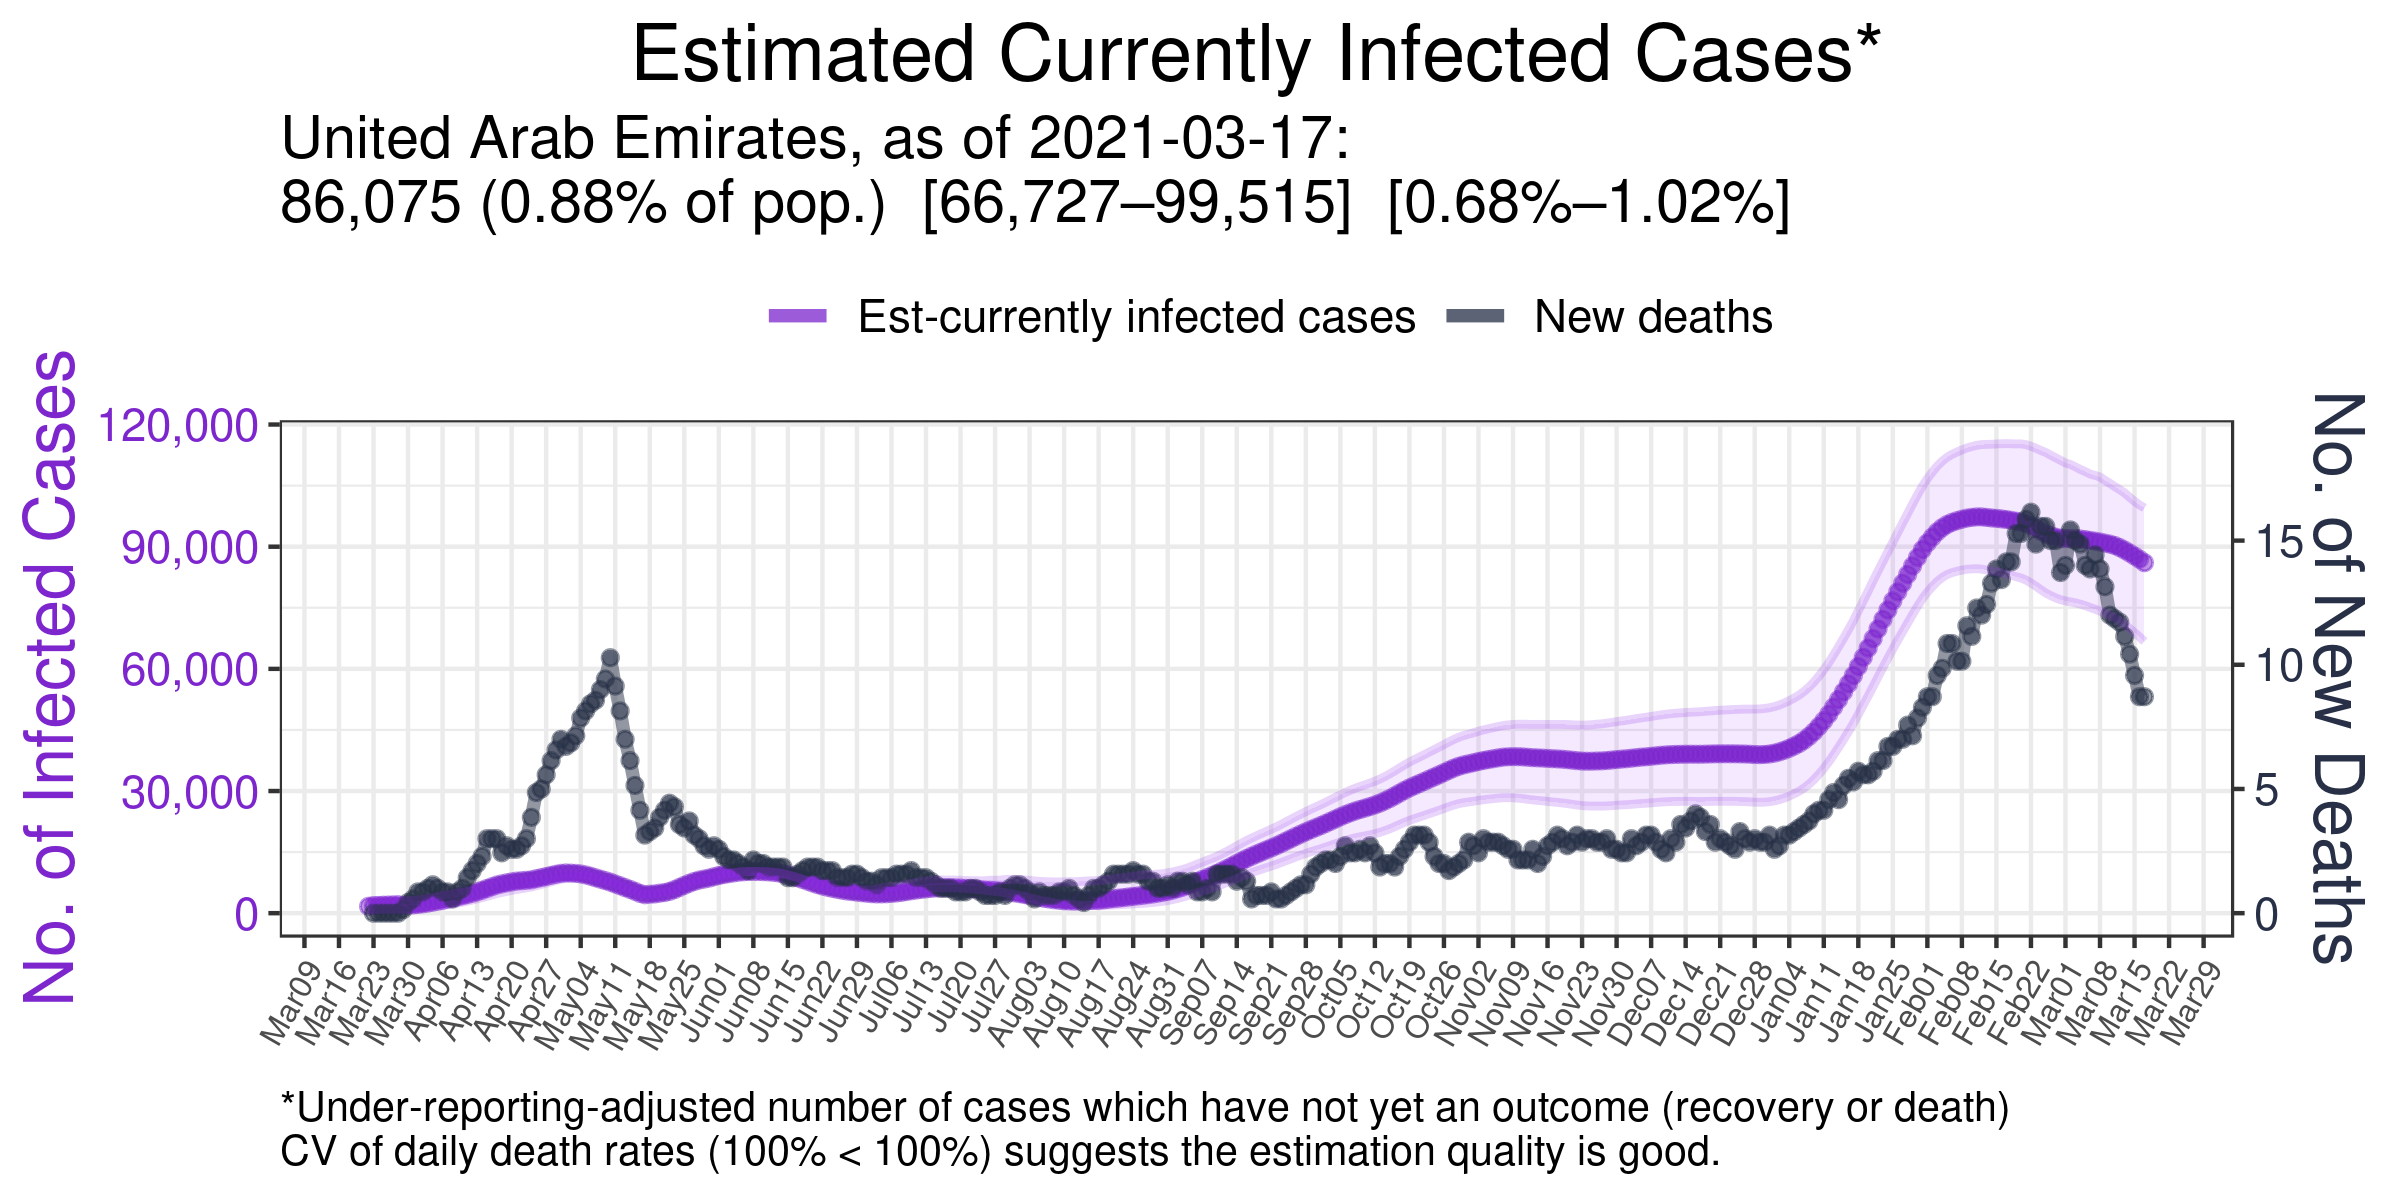 Estimated Currently Infected Cases*
United Arab Emirates, as of 2021-03-17:
86,075 (0.88% of pop.) [66,727–99,515] [0.68%–1.02%]
Est-currently infected cases
New deaths
No. of Infected Cases
120,000
90,000
60,000
30,000
0
15
10
5
0
No. of New Deaths
Mar09
Mar16
Mar23
Mar30
Apr06
Apr13
Apr20
Apr27
May04
May11
May18
May25
Jun01
Jun08
Jun15
Jun22
Jun29
Jul06
Jul13
Jul20
Jul27
Aug03
Aug10
Aug17
Aug24
Aug31
Sep07
Sep14
Sep21
Sep28
Oct05
Oct12
Oct19
Oct26
Nov02
Nov09
Nov16
Nov23
Nov30
Dec07
Dec14
Dec21
Dec28
Jan04
Jan11
Jan18
Jan25
Feb01
Feb08
Feb15
Feb22
Mar01
Mar08
Mar15
Mar22
Mar29
*Under-reporting-adjusted number of cases which have not yet an outcome (recovery or death)
CV of daily death rates (100% < 100%) suggests the estimation quality is good.